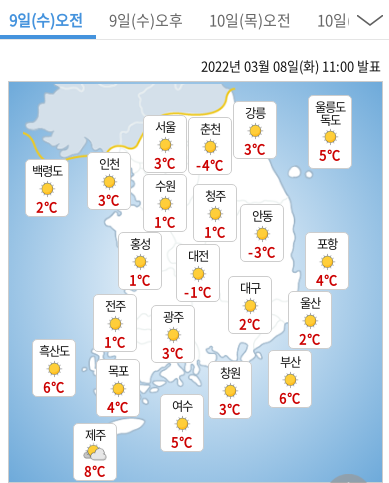 9일(수)오전 9일(수)오후 10일(목)오전 10일(
2022년 03월 08일(화) 11:00 발표
강릉
3℃
울릉도
독도
5℃
서울
3℃
춘천
-4℃
인천
3℃
백령도
2℃
수원
1℃
청주
1℃
안동
-3℃
홍성
1℃
대전
-1℃
포항
4℃
대구
2℃
전주
1℃
광주
3℃
울산
2℃
흑산도
6℃
목포
4℃
창원
3℃
부산
6℃
여수
5℃
제주
8℃